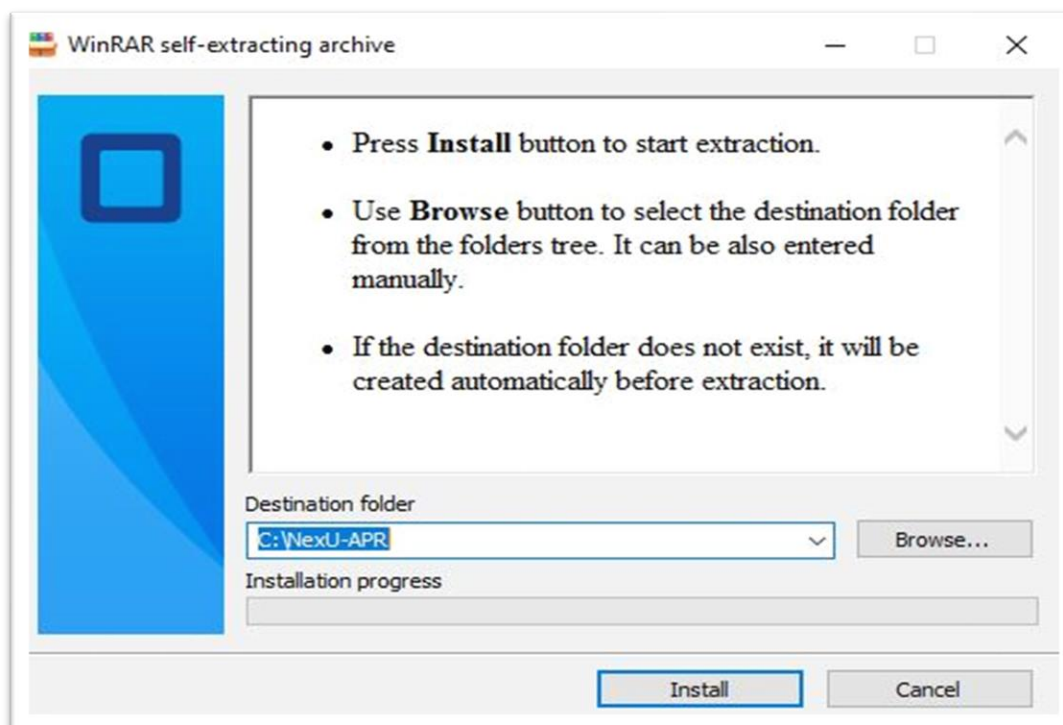 WinRAR self-extracting archive
• Press Install button to start extraction.
• Use Browse button to select the destination folder
from the folders tree. It can be also entered
manually.
• If the destination folder does not exist, it will be
created automatically before extraction.
Destination folder
C:\NexU-APR
Browse...
Installation progress
Install
Cancel